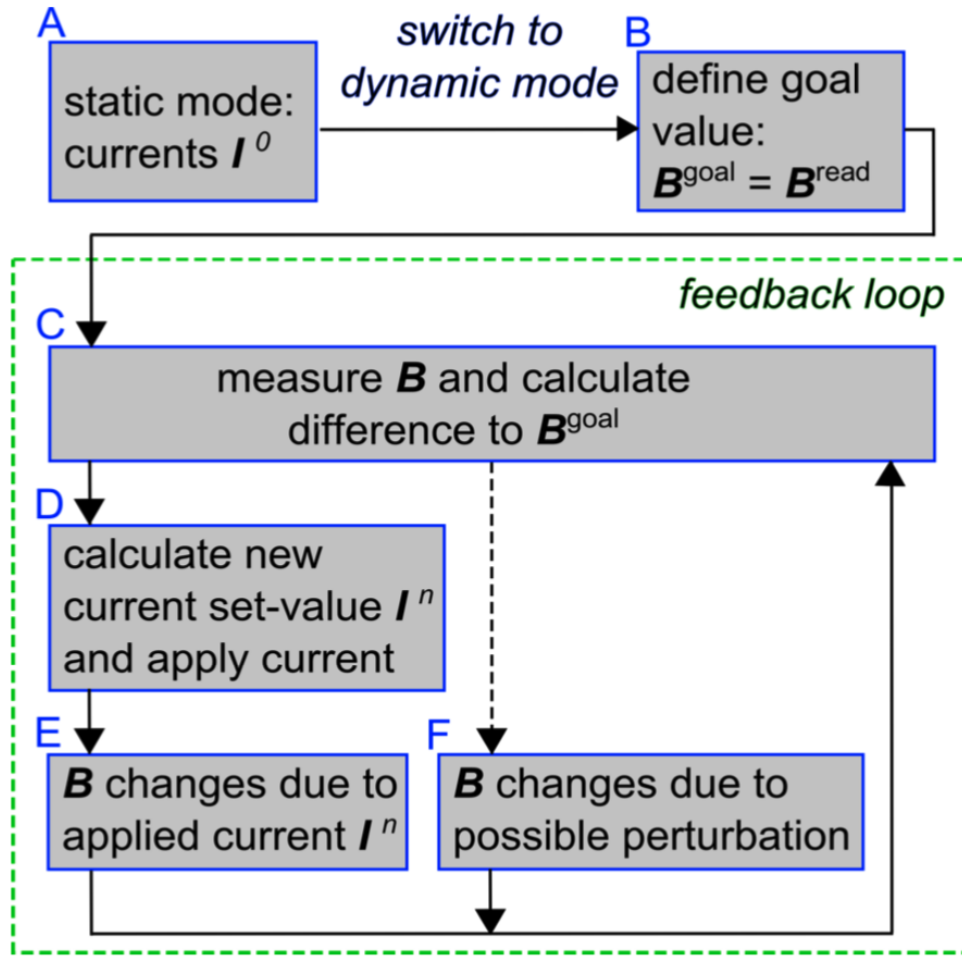 A
static mode:
currents I 0
switch to
dynamic mode
B
define goal
value:
Bgoal = Bread
feedback loop
C
measure B and calculate
difference to Bgoal
D
calculate new
current set-value I n
and apply current
E
B changes due to
applied current I n
F
B changes due to
possible perturbation